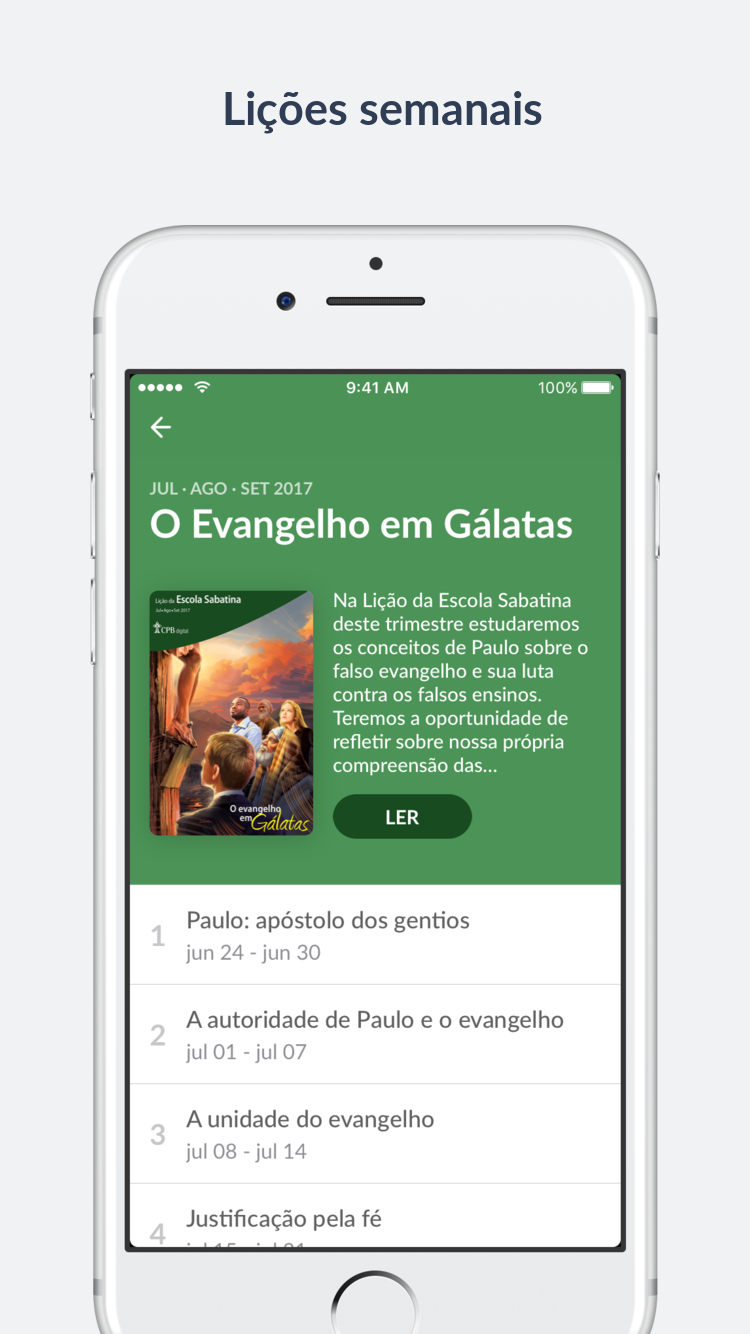 Lições semanais
9:41 AM
100%
JUL · AGO · SET 2017
O Evangelho em Gálatas
Lição da Escola Sabatina
Jul•Ago•Set 2017
CPB digital
O evangelho
em Gálatas
Na Lição da Escola Sabatina
deste trimestre estudaremos
os conceitos de Paulo sobre o
falso evangelho e sua luta
contra os falsos ensinos.
Teremos a oportunidade de
refletir sobre nossa própria
compreensão das...
LER
1
Paulo: apóstolo dos gentios
jun 24 - jun 30
2
A autoridade de Paulo e o evangelho
jul 01 - jul 07
3
A unidade do evangelho
jul 08 - jul 14
4
Justificação pela fé